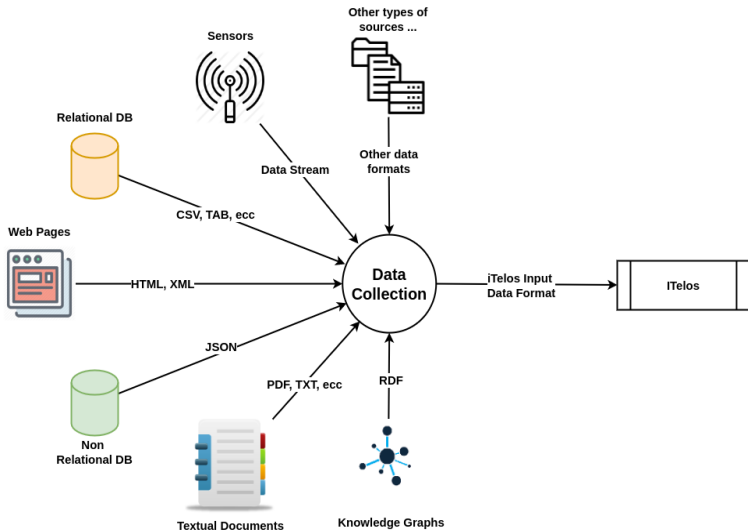 Other types of
sources ...
Sensors
Relational DB
Other data
formats
Data Stream
CSV, TAB, ecc
Web Pages
HTML, XML
Data
Collection
iTelos Input
Data Format
ITelos
JSON
PDF, TXT, ecc
RDF
Non
Relational DB
Textual Documents
Knowledge Graphs